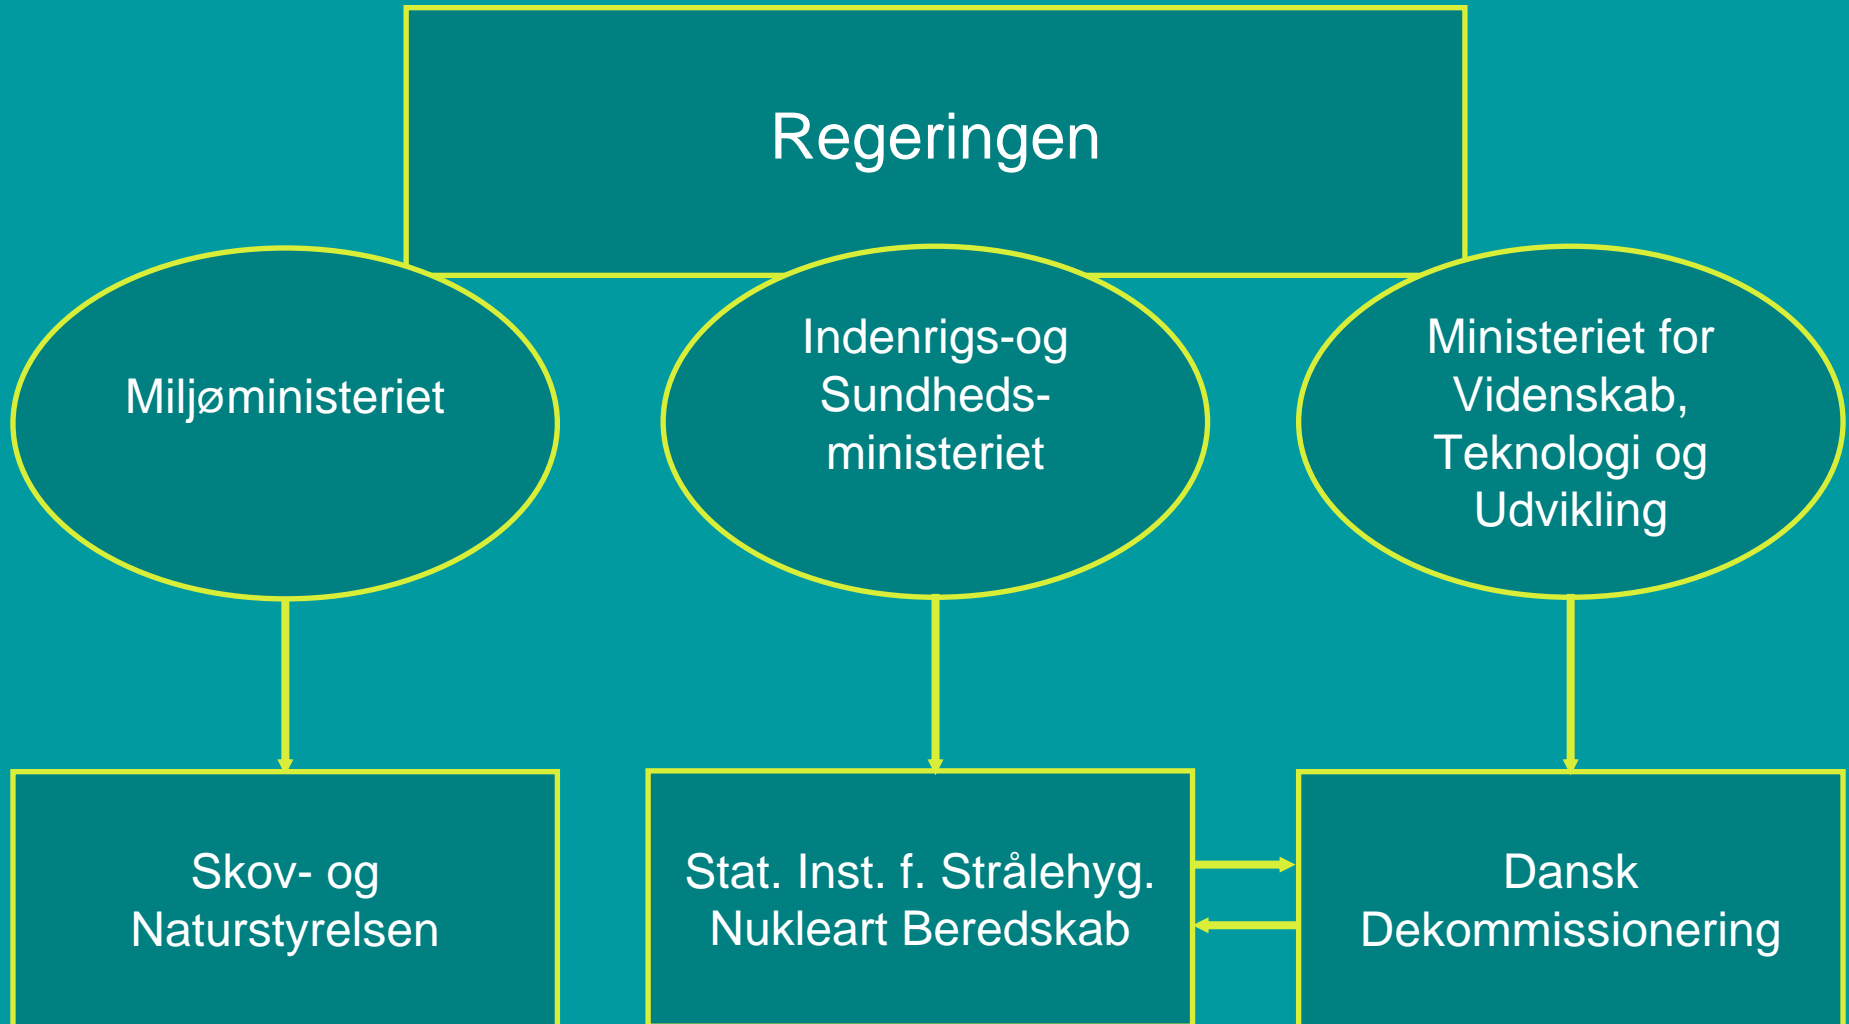 Regeringen
Miljøministeriet
Indenrigs-og
Sundheds-
ministeriet
Ministeriet for
Videnskab,
Teknologi og
Udvikling
Skov- og
Naturstyrelsen
Stat. Inst. f. Strålehyg.
Nukleart Beredskab
Dansk
Dekommissionering